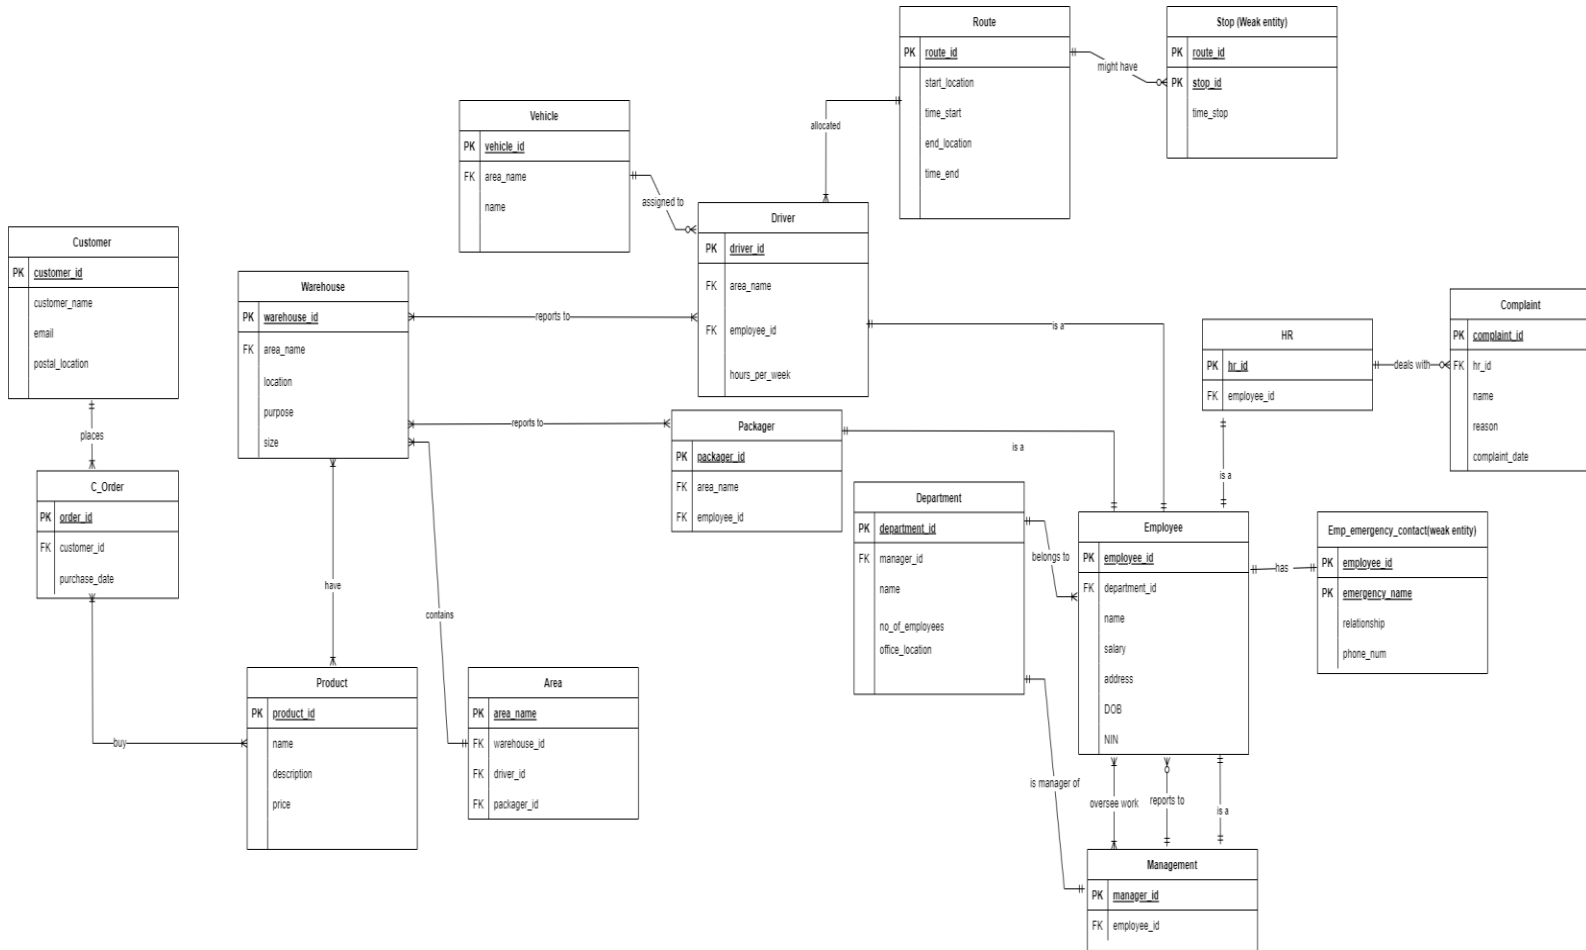 Route
PK route_id
start_location
time_start
end_location
time_end
Stop (Weak entity)
PK route_id
PK stop_id
time_stop
might have
allocated
Vehicle
PK vehicle_id
FK area_name
name
assigned to
Driver
PK driver_id
FK area_name
FK employee_id
hours_per_week
Customer
PK customer_id
customer_name
email
postal_location
places
Warehouse
PK warehouse_id
FK area_name
location
purpose
size
reports to
reports to
is a
HR
PK hr_id
FK employee_id
deals with
Complaint
PK complaint_id
FK hr_id
name
reason
complaint_date
Packager
PK packager_id
FK area_name
FK employee_id
is a
is a
C_Order
PK order_id
FK customer_id
purchase_date
Department
PK department_id
FK manager_id
name
no_of_employees
office_location
belongs to
Employee
PK employee_id
FK department_id
name
salary
address
DOB
NIN
has
Emp_emergency_contact(weak entity)
PK employee_id
PK emergency_name
relationship
phone_num
have
contains
buy
Product
PK product_id
name
description
price
Area
PK area_name
FK warehouse_id
FK driver_id
FK packager_id
is manager of
oversee work
reports to
is a
Management
PK manager_id
FK employee_id